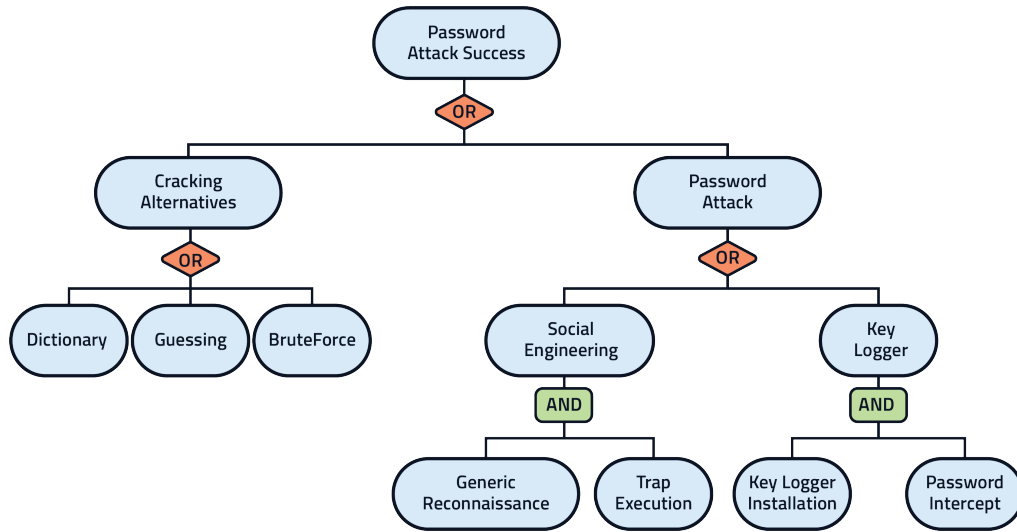 Password
Attack Success
OR
Cracking
Alternatives
Password
Attack
OR
OR
Dictionary
Guessing
BruteForce
Social
Engineering
Key
Logger
AND
AND
Generic
Reconnaissance
Trap
Execution
Key Logger
Installation
Password
Intercept